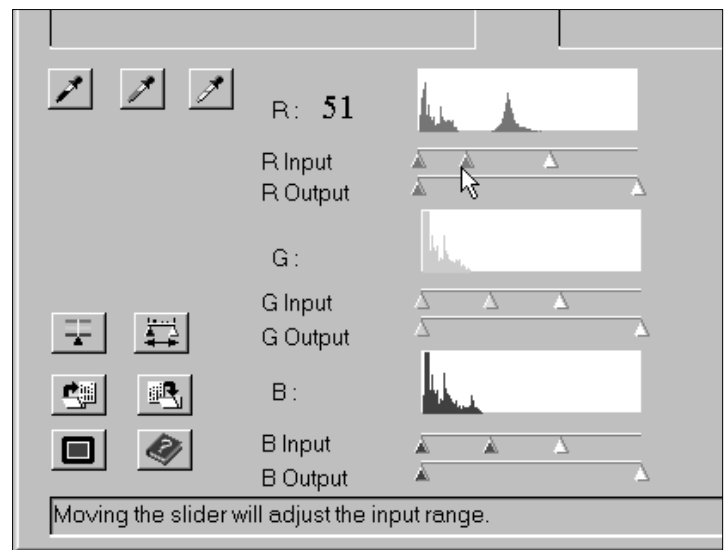 R: 51
R Input
R Output
G:
G Input
G Output
B:
B Input
B Output
Moving the slider will adjust the input range.